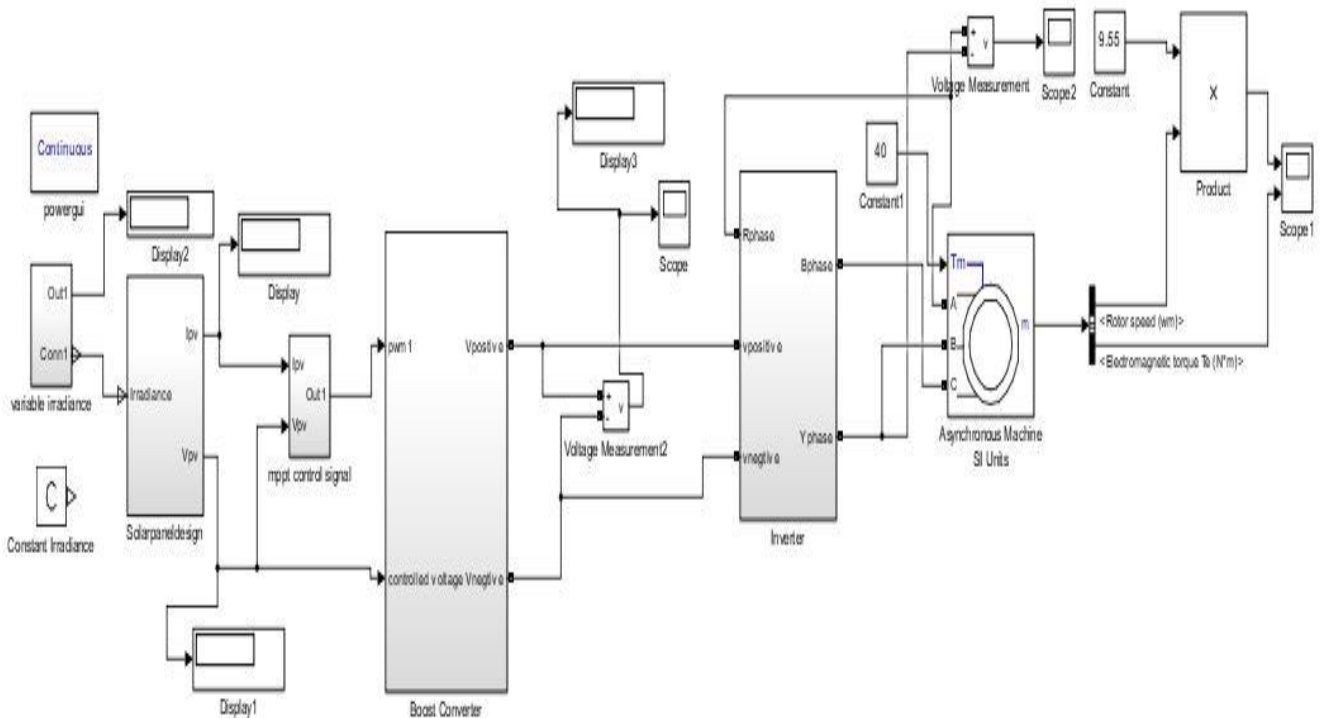 Continuous
powergui
Display2
Display
Out1
Conn1
variable irradiance
C
Constant Irradiance
Ipv
Irradiance
Vpv
Solarpaneldesign
Ipv
Out1
Vpv
mppt control signal
Display1
pwm1
Vpostive
controlled voltage
Vnegtive
Boost Converter
Display3
Scope
+
-
v
Voltage Measurement2
Rphase
Bphase
vpositive
Yphase
vnegtive
Inverter
40
Constant1
+
-
v
Voltage Measurement
Scope2
9.55
Constant
X
Product
Scope1
Tm
A
B
C
m
Asynchronous Machine
SI Units
<Rotor speed (wm)>
<Electromagnetic torque Te (N*m)>